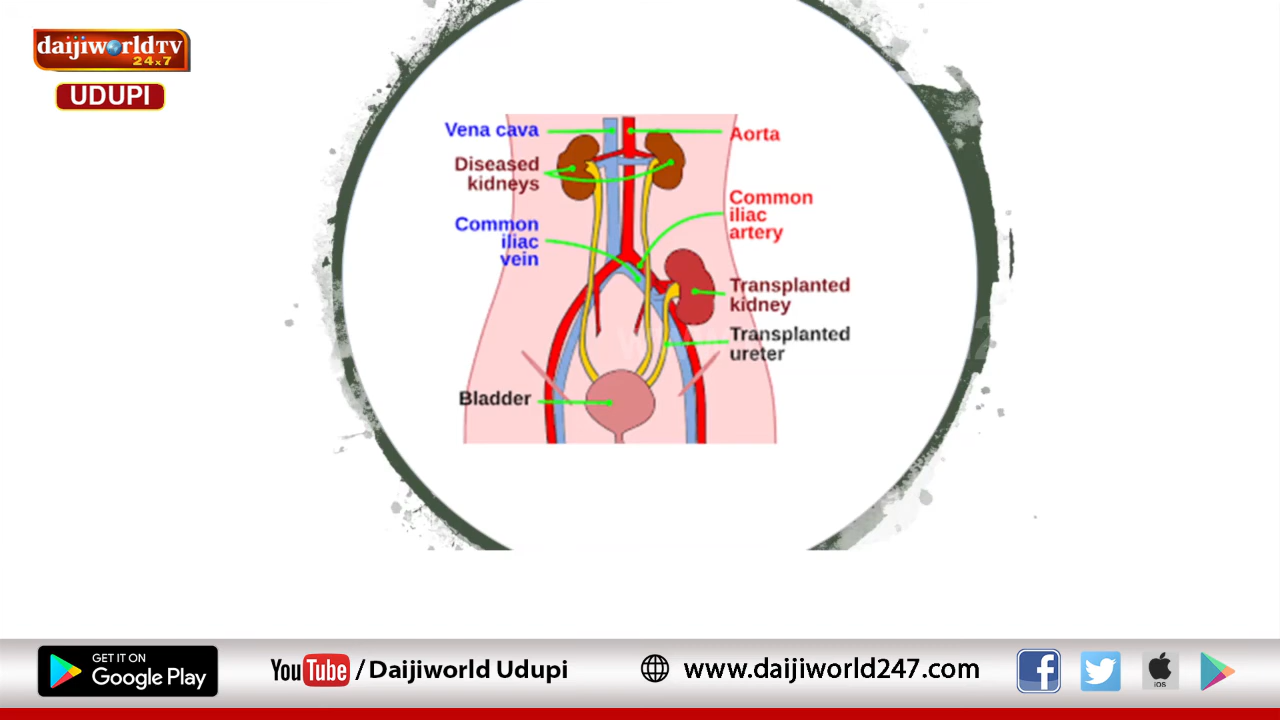 daijiworldTV
24x7
UDUPI
Vena cava
Aorta
Diseased
kidneys
Common
iliac
artery
Common
iliac
vein
Transplanted
kidney
Transplanted
ureter
Bladder
GET IT ON
Google Play
YouTube / Daijiworld Udupi
www.daijiworld247.com
iOS